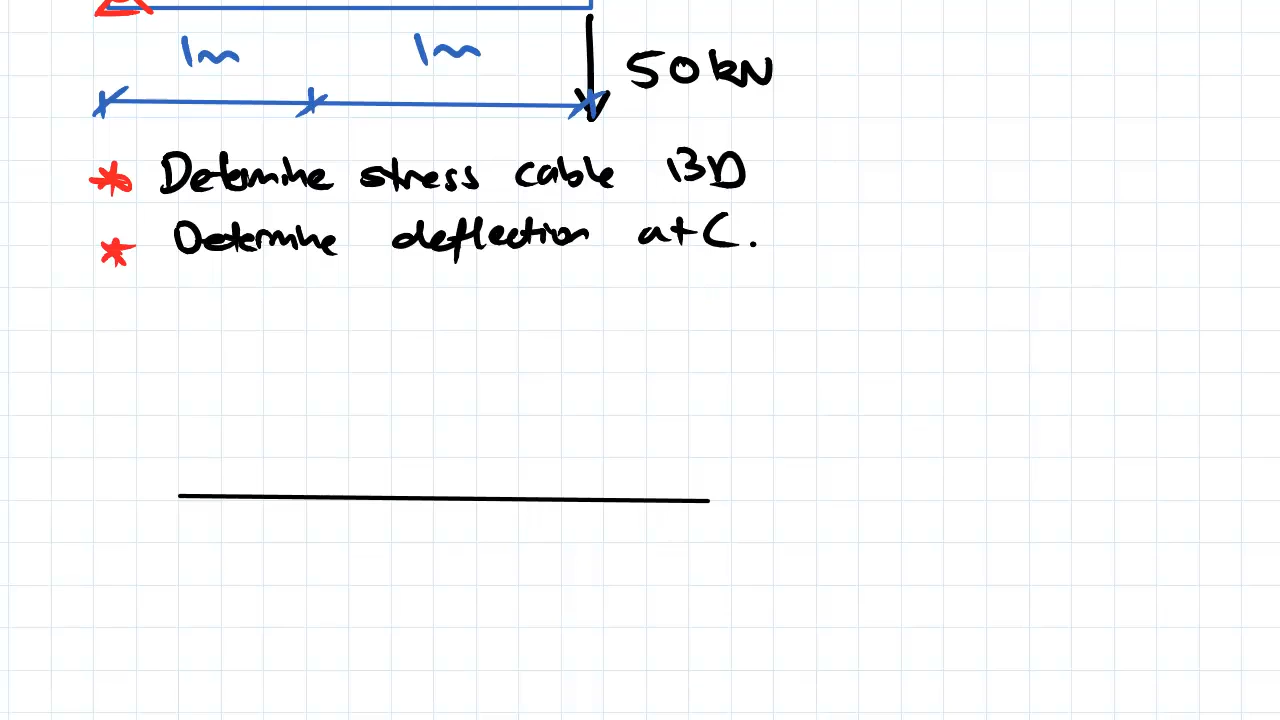 1m 1m
50kN
* Determine stress cable BD
* Determine deflection at C.